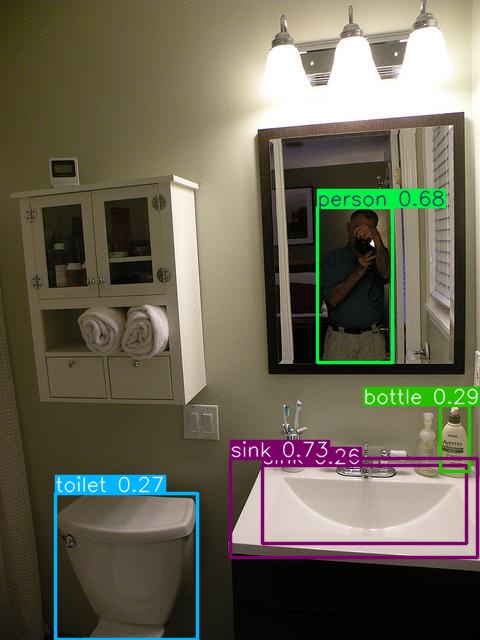 person 0.68
bottle 0.29
Aveeno
sink 0.73
sink 0.26
toilet 0.27